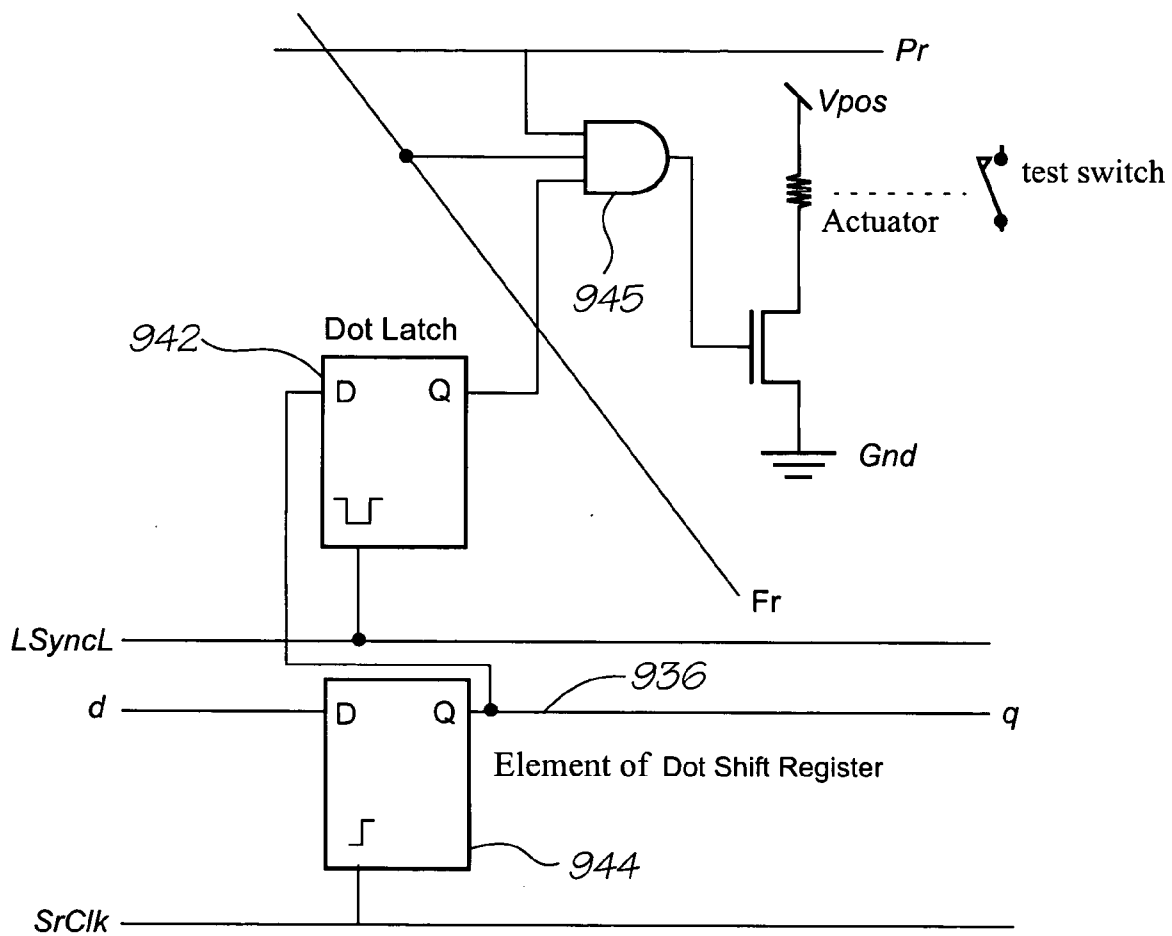 Pr
Vpos
test switch
Actuator
945
Dot Latch
942
D Q
Gnd
Fr
LSyncL
936
d D Q q
Element of Dot Shift Register
944
SrClk